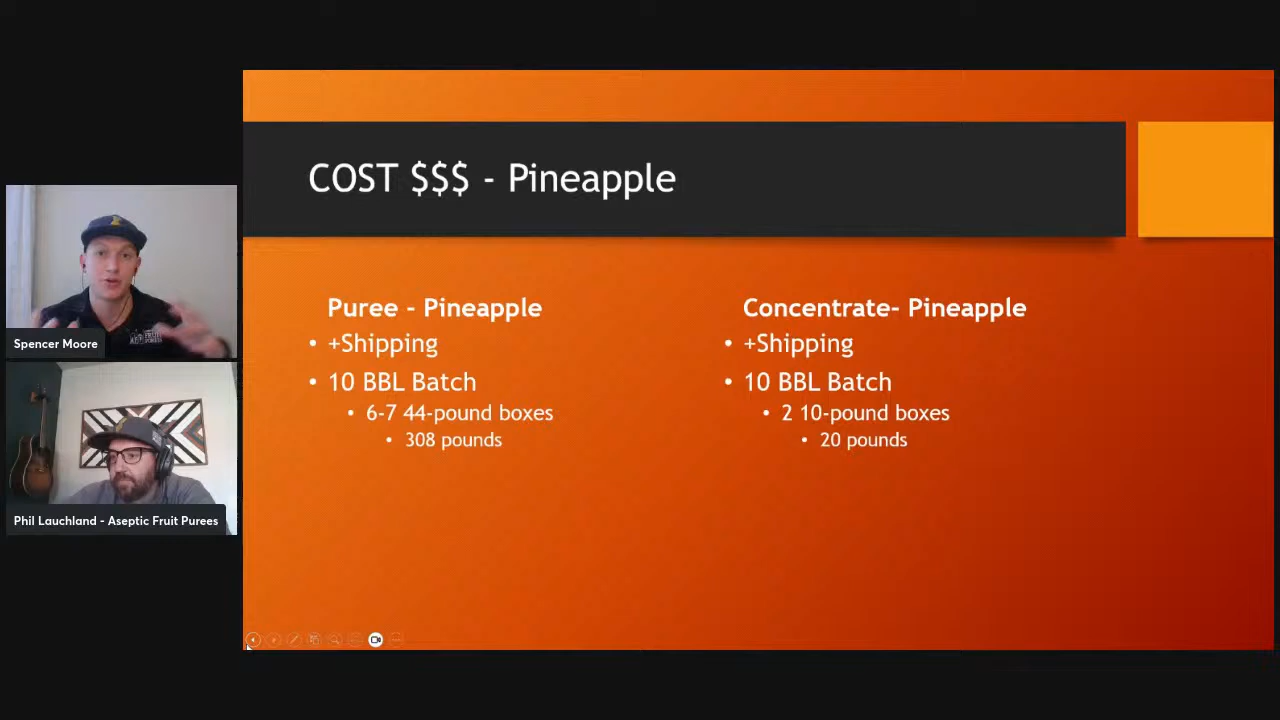 COST $$$ - Pineapple
Puree - Pineapple
• +Shipping
• 10 BBL Batch
• 6-7 44-pound boxes
• 308 pounds
Concentrate- Pineapple
• +Shipping
• 10 BBL Batch
• 2 10-pound boxes
• 20 pounds
Spencer Moore
Phil Lauchland - Aseptic Fruit Purees